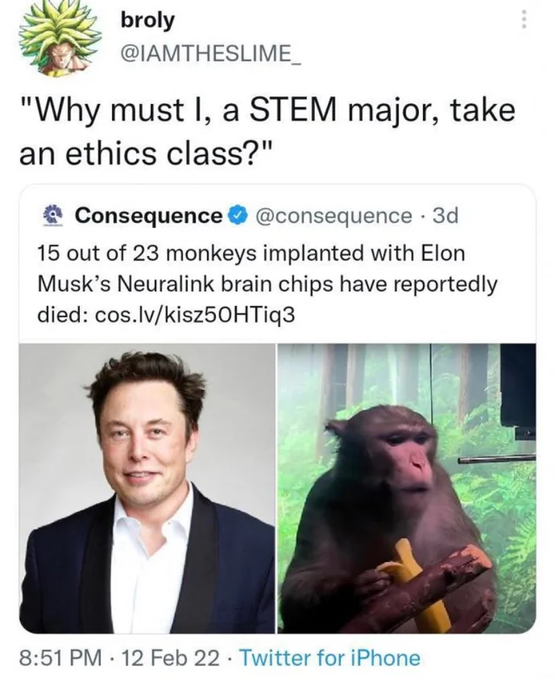 broly
@IAMTHESLIME_
"Why must I, a STEM major, take
an ethics class?"
Consequence @consequence · 3d
15 out of 23 monkeys implanted with Elon
Musk's Neuralink brain chips have reportedly
died: cos.lv/kisz50HTiq3
8:51 PM · 12 Feb 22 · Twitter for iPhone